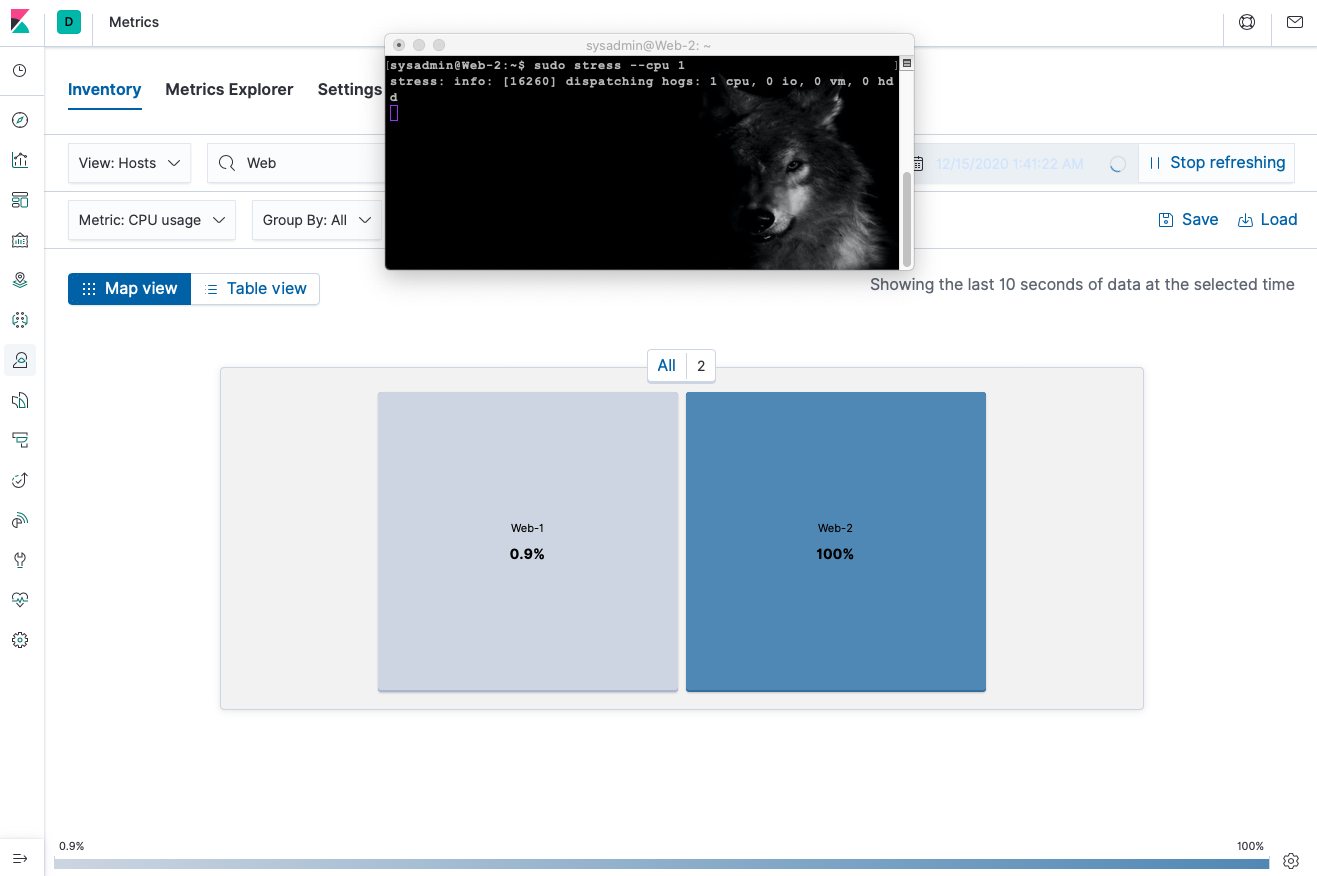 D
Metrics
sysadmin@Web-2: ~
[sysadmin@Web-2:~$ sudo stress --cpu 1 ]
stress: info: [16260] dispatching hogs: 1 cpu, 0 io, 0 vm, 0 hd
d
Inventory
Metrics Explorer
Settings
View: Hosts
Web
12/15/2020 1:41:22 AM
Stop refreshing
Metric: CPU usage
Group By: All
Save
Load
Map view
Table view
Showing the last 10 seconds of data at the selected time
All 2
Web-1
0.9%
Web-2
100%
0.9%
100%